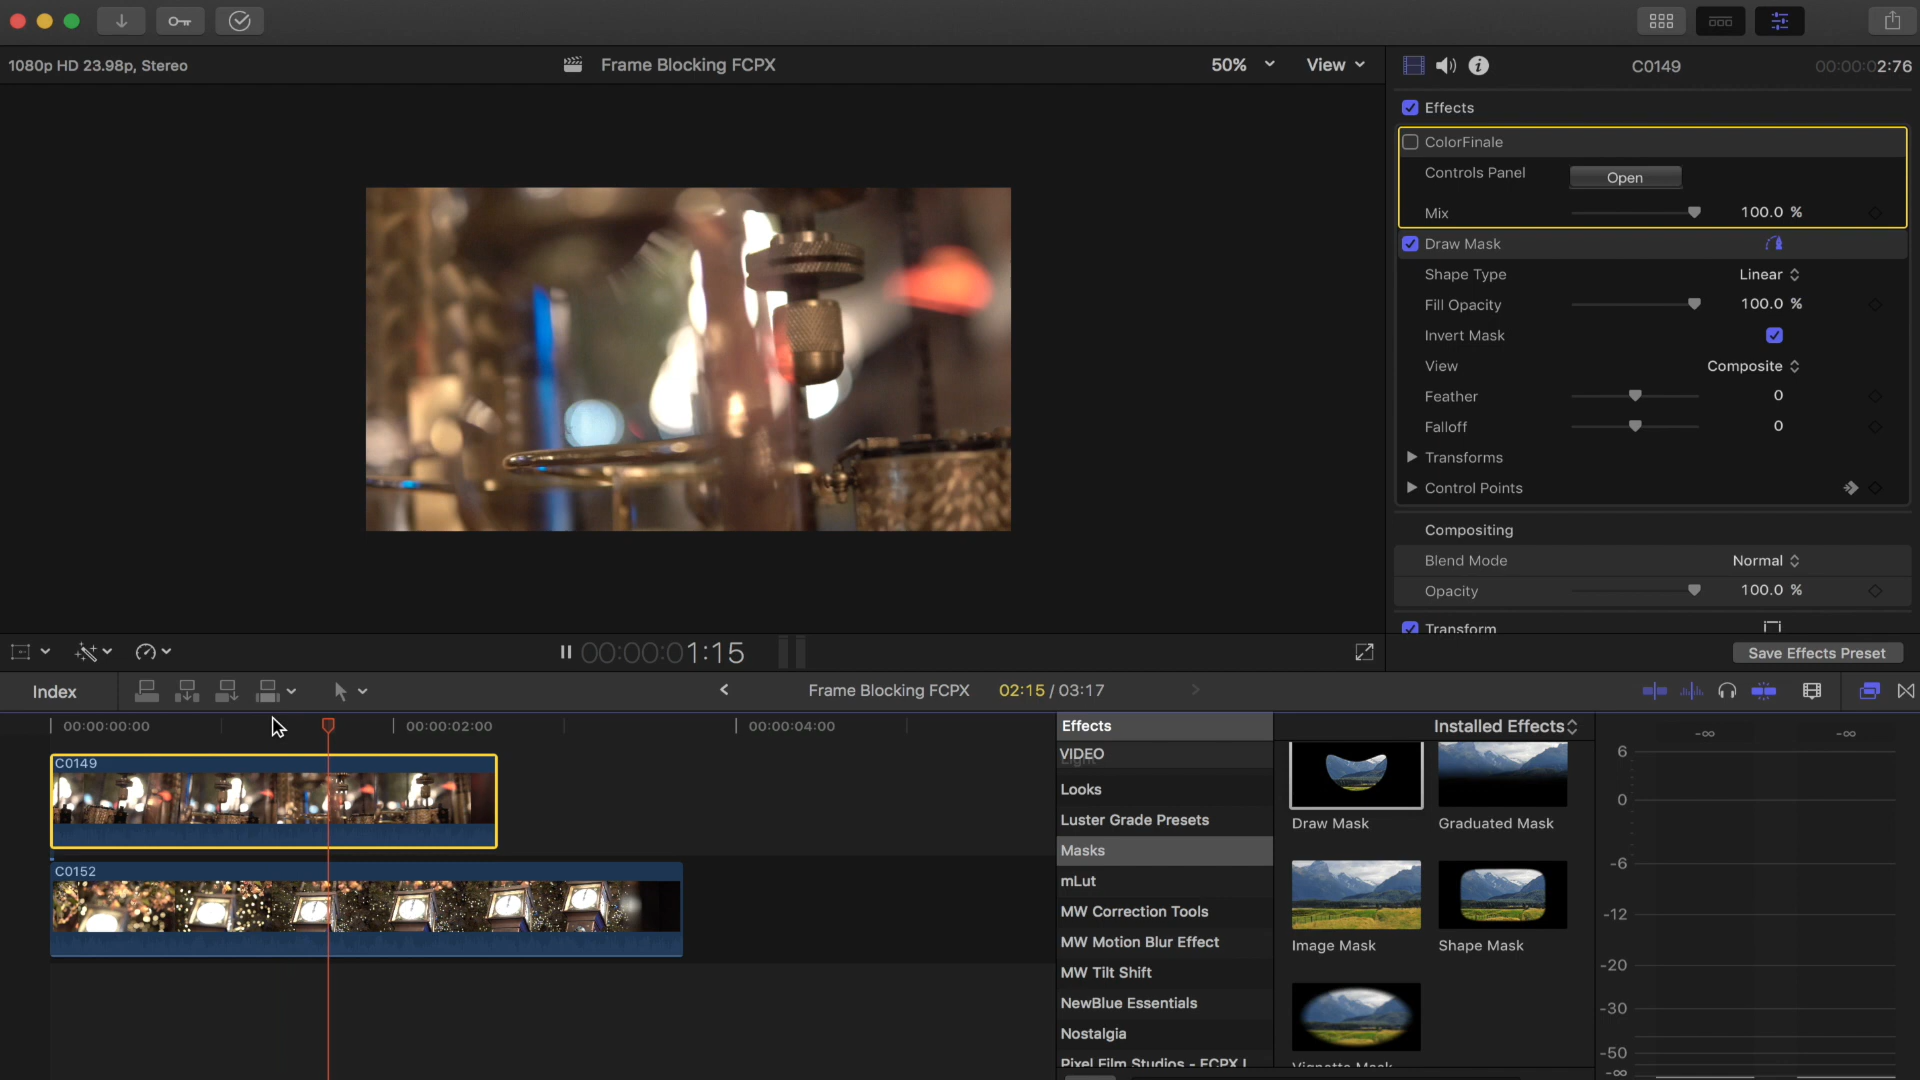 1080p HD 23.98p, Stereo
Frame Blocking FCPX
50%
View
C0149
00:00:02:76
Effects
ColorFinale
Controls Panel
Open
Mix
100.0 %
Draw Mask
Shape Type
Linear
Fill Opacity
100.0 %
Invert Mask
View
Composite
Feather
0
Falloff
0
Transforms
Control Points
Compositing
Blend Mode
Normal
Opacity
100.0 %
Transform
00:00:01:15
Save Effects Preset
Index
Frame Blocking FCPX
02:15 / 03:17
00:00:00:00
00:00:02:00
00:00:04:00
C0149
C0152
Effects
VIDEO
Looks
Luster Grade Presets
Masks
mLut
MW Correction Tools
MW Motion Blur Effect
MW Tilt Shift
NewBlue Essentials
Nostalgia
Pixel Film Studios - FCPX
Installed Effects
Draw Mask
Graduated Mask
Image Mask
Shape Mask
Vignette Mask
-∞
-∞
6
0
-6
-12
-20
-30
-50
-∞